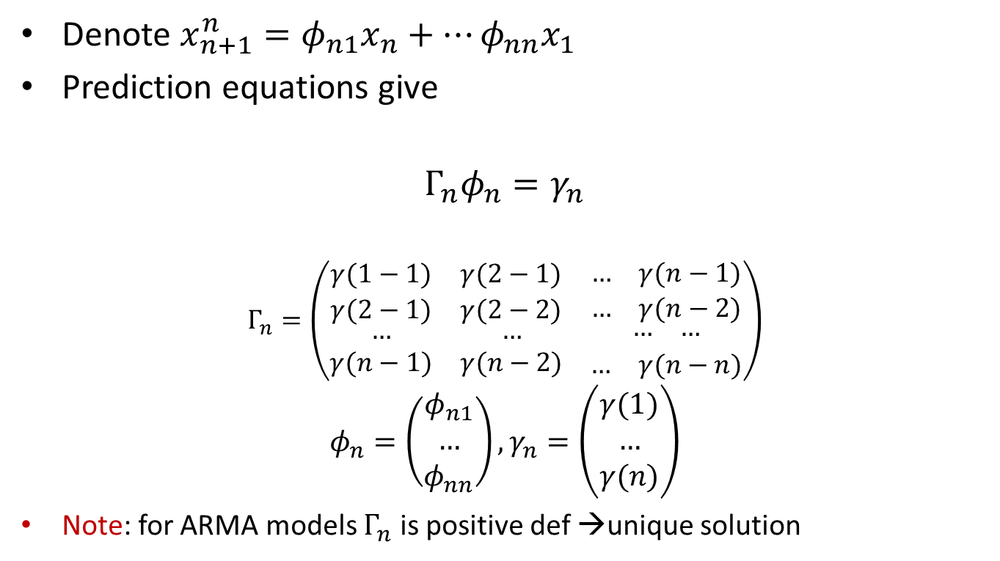 • Denote $x_{n+1}^{n} = \phi_{n1} x_n + \cdots \phi_{nn} x_1$
• Prediction equations give
$\Gamma_n \phi_n = \gamma_n$
$\Gamma_n = \begin{pmatrix} \gamma(1-1) & \gamma(2-1) & \dots & \gamma(n-1) \\ \gamma(2-1) & \gamma(2-2) & \dots & \gamma(n-2) \\ \dots & \dots & \dots & \dots \\ \gamma(n-1) & \gamma(n-2) & \dots & \gamma(n-n) \end{pmatrix}$
$\phi_n = \begin{pmatrix} \phi_{n1} \\ \dots \\ \phi_{nn} \end{pmatrix}, \gamma_n = \begin{pmatrix} \gamma(1) \\ \dots \\ \gamma(n) \end{pmatrix}$
• Note: for ARMA models $\Gamma_n$ is positive def →unique solution